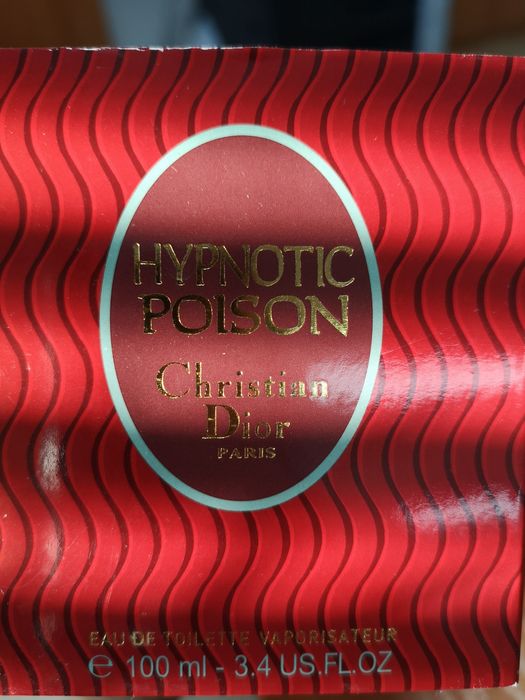 HYPNOTIC
POISON
Christian
Dior
PARIS
EAU DE TOILETTE VAPORISATEUR
℮ 100 ml - 3.4 US.FL.OZ